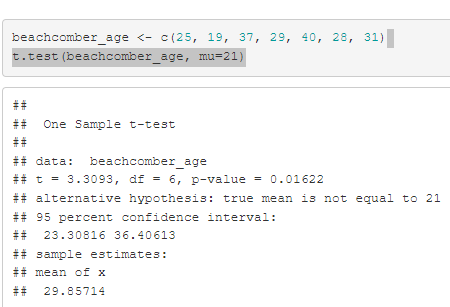 beachcomber_age <- c(25, 19, 37, 29, 40, 28, 31)
t.test(beachcomber_age, mu=21)
##
##  One Sample t-test
##
## data:  beachcomber_age
## t = 3.3093, df = 6, p-value = 0.01622
## alternative hypothesis: true mean is not equal to 21
## 95 percent confidence interval:
##  23.30816 36.40613
## sample estimates:
## mean of x
##  29.85714